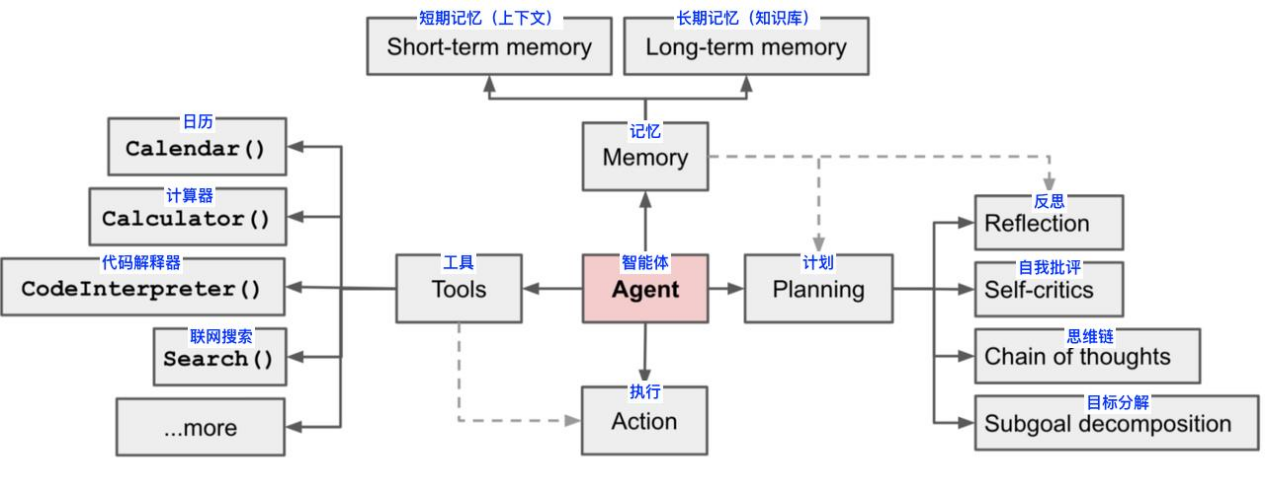 短期记忆（上下文）
Short-term memory
长期记忆（知识库）
Long-term memory
记忆
Memory
日历
Calendar()
计算器
Calculator()
代码解释器
CodeInterpreter()
联网搜索
Search()
...more
工具
Tools
智能体
Agent
计划
Planning
执行
Action
反思
Reflection
自我批评
Self-critics
思维链
Chain of thoughts
目标分解
Subgoal decomposition